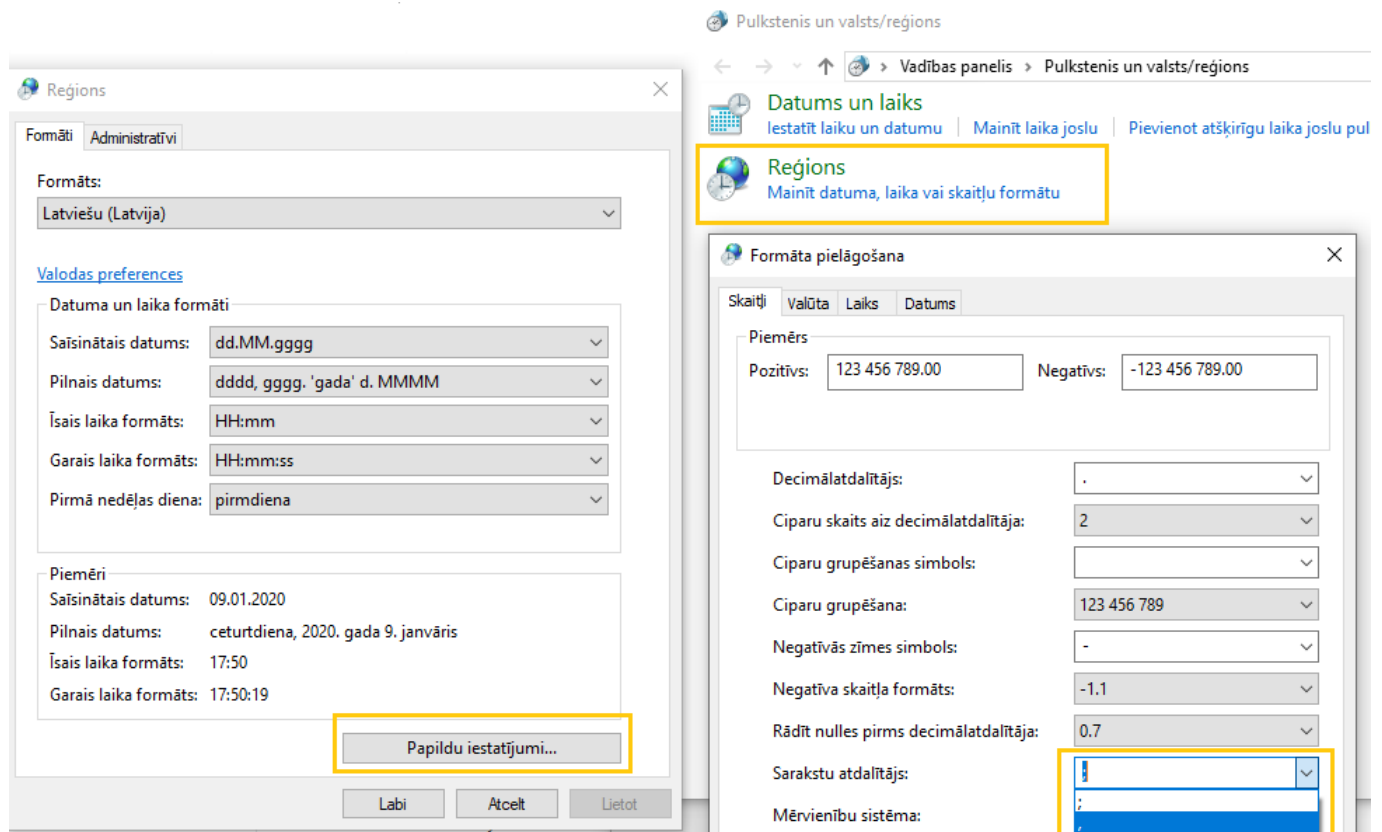 Reģions
Formāti
Administratīvi
Formāts:
Latviešu (Latvija)
Valodas preferences
Datuma un laika formāti
Saīsinātais datums: dd.MM.gggg
Pilnais datums: dddd, gggg. 'gada' d. MMMM
Īsais laika formāts: HH:mm
Garais laika formāts: HH:mm:ss
Pirmā nedēļas diena: pirmdiena
Piemēri
Saīsinātais datums: 09.01.2020
Pilnais datums: ceturtdiena, 2020. gada 9. janvāris
Īsais laika formāts: 17:50
Garais laika formāts: 17:50:19
Papildu iestatījumi...
Labi Atcelt Lietot
Pulkstenis un valsts/reģions
Vadības panelis › Pulkstenis un valsts/reģions
Datums un laiks
Iestatīt laiku un datumu Mainīt laika joslu Pievienot atšķirīgu laika joslu pul
Reģions
Mainīt datuma, laika vai skaitļu formātu
Formāta pielāgošana
Skaitļi Valūta Laiks Datums
Piemērs
Pozitīvs: 123 456 789.00 Negatīvs: -123 456 789.00
Decimālatdalītājs: .
Ciparu skaits aiz decimālatdalītāja: 2
Ciparu grupēšanas simbols:
Ciparu grupēšana: 123 456 789
Negatīvās zīmes simbols: -
Negatīva skaitļa formāts: -1.1
Rādīt nulles pirms decimālatdalītāja: 0.7
Sarakstu atdalītājs: ;
;
Mērvienību sistēma: